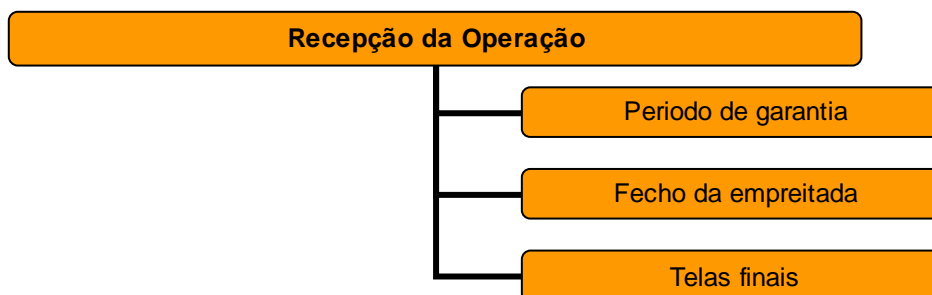 Recepção da Operação
Periodo de garantia
Fecho da empreitada
Telas finais